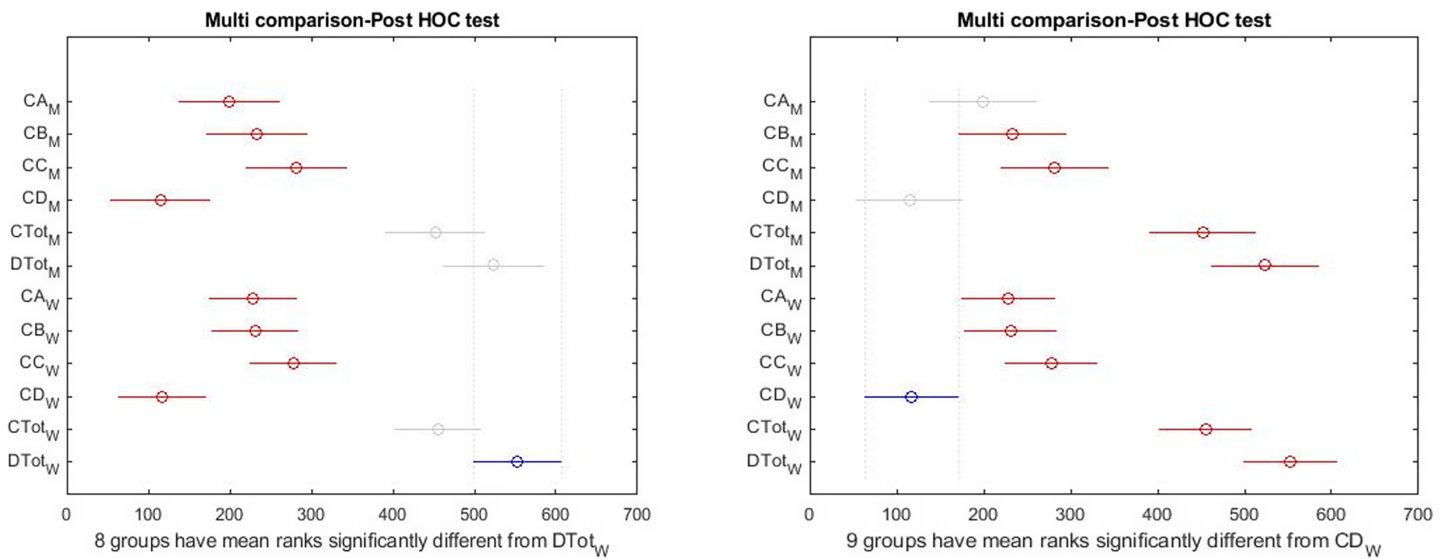 Multi comparison-Post HOC test
CA_M
CB_M
CC_M
CD_M
CTot_M
DTot_M
CA_W
CB_W
CC_W
CD_W
CTot_W
DTot_W
0 100 200 300 400 500 600 700
8 groups have mean ranks significantly different from DTot_W
Multi comparison-Post HOC test
CA_M
CB_M
CC_M
CD_M
CTot_M
DTot_M
CA_W
CB_W
CC_W
CD_W
CTot_W
DTot_W
0 100 200 300 400 500 600 700
9 groups have mean ranks significantly different from CD_W